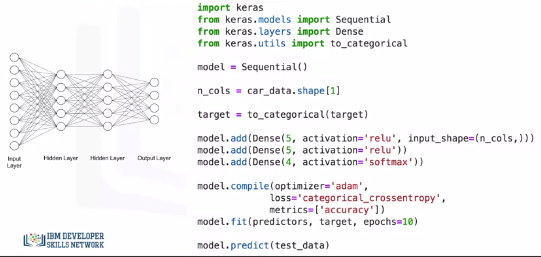 import keras
from keras.models import Sequential
from keras.layers import Dense
from keras.utils import to_categorical
model = Sequential()
n_cols = car_data.shape[1]
target = to_categorical(target)
model.add(Dense(5, activation='relu', input_shape=(n_cols,)))
model.add(Dense(5, activation='relu'))
model.add(Dense(4, activation='softmax'))
model.compile(optimizer='adam',
loss='categorical_crossentropy',
metrics=['accuracy'])
model.fit(predictors, target, epochs=10)
model.predict(test_data)
Input
Layer
Hidden Layer
Hidden Layer
Output Layer
IBM DEVELOPER
SKILLS NETWORK